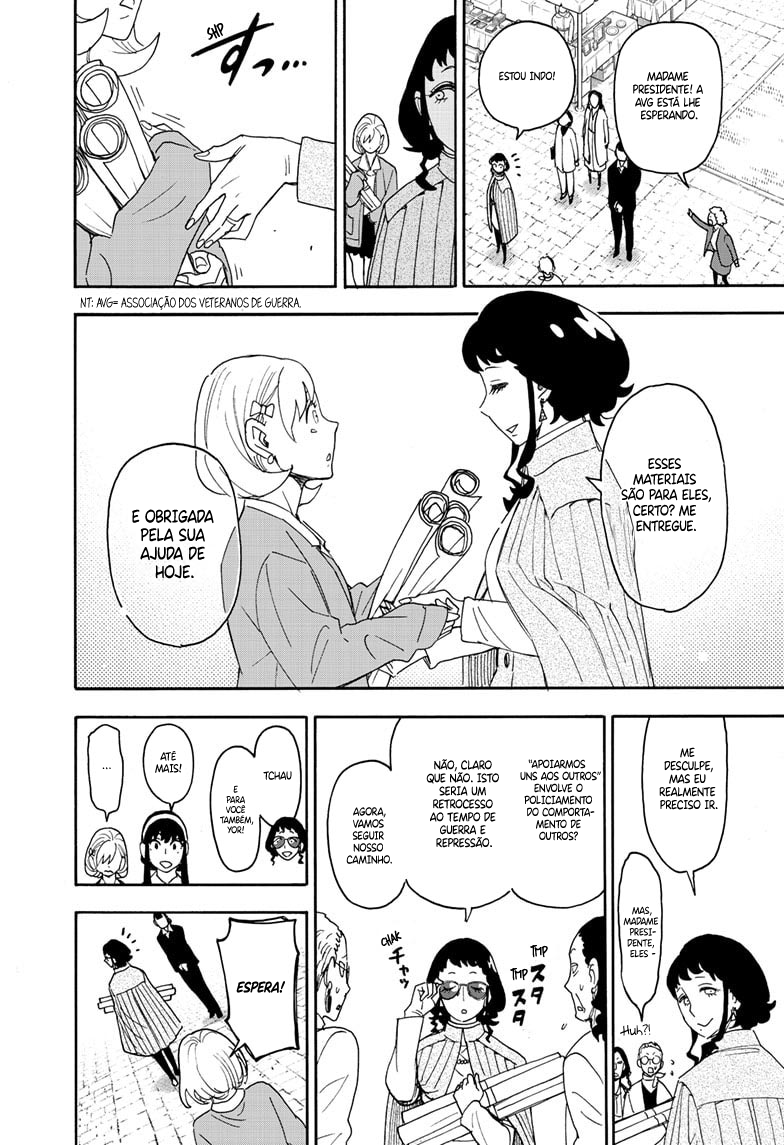 MADAME
PRESIDENTE! A
AVG ESTÁ LHE
ESPERANDO.
ESTOU INDO!
SHP
すっ…
NT: AVG= ASSOCIAÇÃO DOS VETERANOS DE GUERRA.
ESSES
MATERIAIS
SÃO PARA ELES,
CERTO? ME
ENTREGUE.
E OBRIGADA
PELA SUA
AJUDA DE
HOJE.
ME
DESCULPE,
MAS EU
REALMENTE
PRECISO IR.
MAS,
MADAME
PRESI-
DENTE,
ELES -
Huh?!
"APOIARMOS
UNS AOS OUTROS"
ENVOLVE O
POLICIAMENTO
DO COMPORTA-
MENTO DE
OUTROS?
NÃO, CLARO
QUE NÃO. ISTO
SERIA UM
RETROCESSO
AO TEMPO DE
GUERRA E
REPRESSÃO.
AGORA,
VAMOS
SEGUIR
NOSSO
CAMINHO.
TMP
スタ
TMP
スタ
CHAK
チャッ
TCHAU
E
PARA
VOCÊ
TAMBÉM,
YOR!
ATÉ
MAIS!
...
ESPERA!